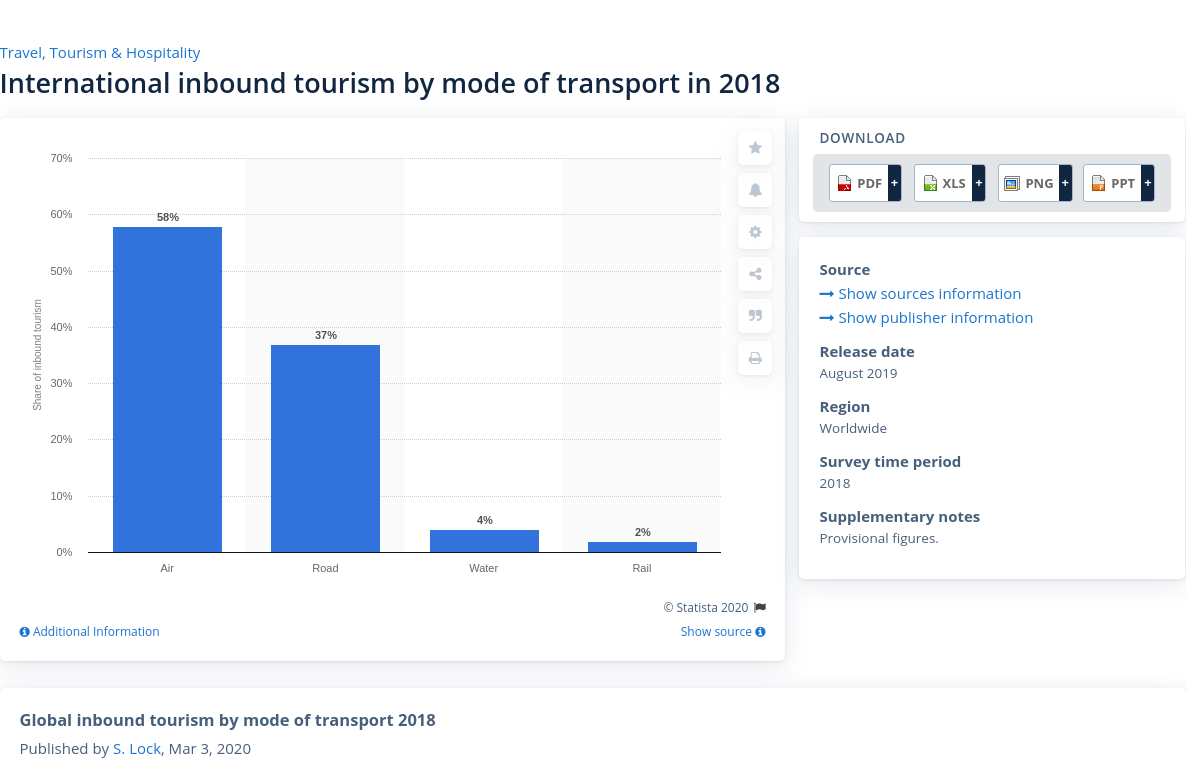 Travel, Tourism & Hospitality
International inbound tourism by mode of transport in 2018
70%
60%
50%
40%
30%
20%
10%
0%
Share of inbound tourism
58%
37%
4%
2%
Air
Road
Water
Rail
© Statista 2020
Additional Information
Show source
DOWNLOAD
PDF +
XLS +
PNG +
PPT +
Source
Show sources information
Show publisher information
Release date
August 2019
Region
Worldwide
Survey time period
2018
Supplementary notes
Provisional figures.
Global inbound tourism by mode of transport 2018
Published by S. Lock, Mar 3, 2020